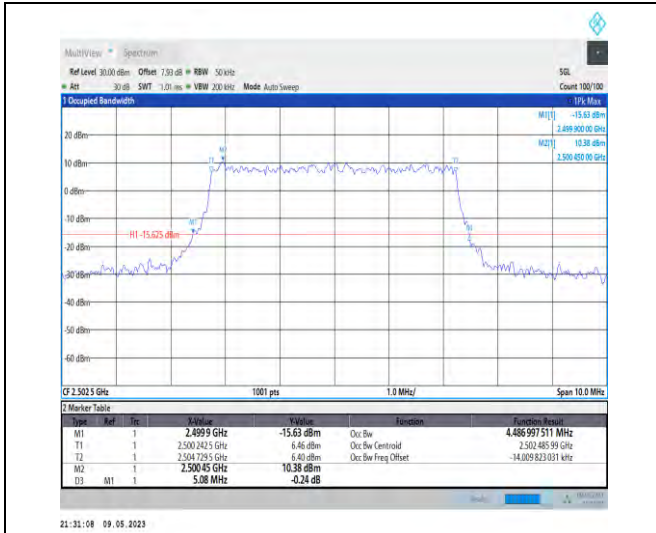 MultiView Spectrum
Ref Level 30.00 dBm Offset 7.93 dB RBW 50 kHz SGL
Att 30 dB SWT 1.01 ms VBW 200 kHz Mode Auto Sweep Count 100/100
1 Occupied Bandwidth 1Pk Max
M1[1] -15.63 dBm
2.499 900 00 GHz
M2[1] 10.38 dBm
2.500 450 00 GHz
20 dBm
M2
10 dBm
T1 T2
0 dBm
-10 dBm
M1
H1 -15.625 dBm
-20 dBm
-30 dBm
-40 dBm
-50 dBm
-60 dBm
CF 2.502 5 GHz 1001 pts 1.0 MHz/ Span 10.0 MHz
2 Marker Table
Type Ref Trc X-Value Y-Value Function Function Result
M1 1 2.499 9 GHz -15.63 dBm Occ Bw 4.486 997 511 MHz
T1 1 2.500 242 5 GHz 6.46 dBm Occ Bw Centroid 2.502 485 99 GHz
T2 1 2.504 729 5 GHz 6.40 dBm Occ Bw Freq Offset -14.009 823 031 kHz
M2 1 2.500 45 GHz 10.38 dBm
D3 M1 1 5.08 MHz -0.24 dB
21:31:08 09.05.2023